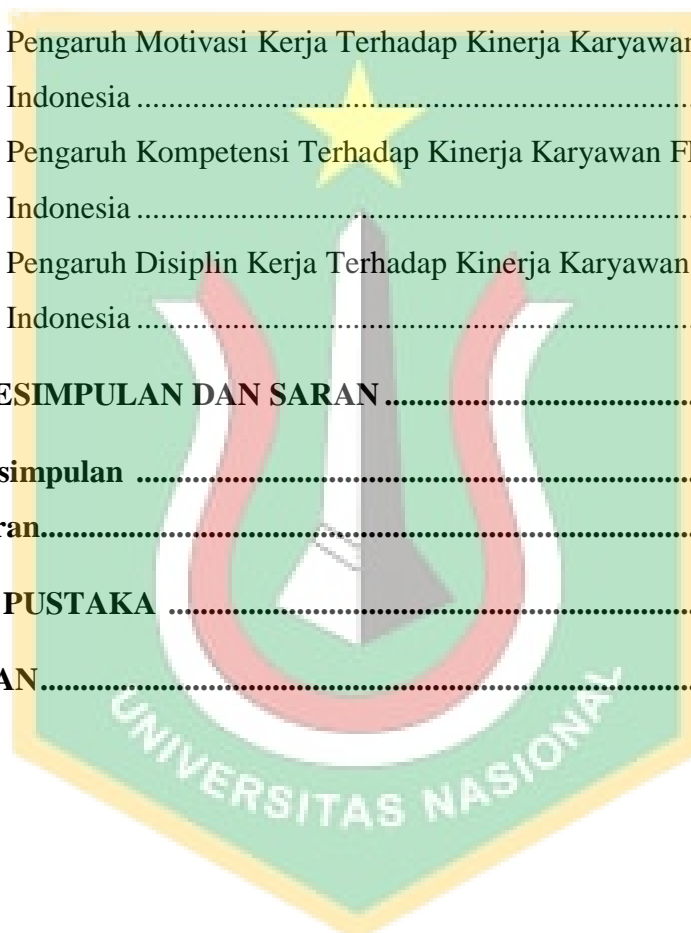 Pengaruh Motivasi Kerja Terhadap Kinerja Karyawan
Indonesia ........................................................................
Pengaruh Kompetensi Terhadap Kinerja Karyawan
Indonesia ........................................................................
Pengaruh Disiplin Kerja Terhadap Kinerja Karyawan
Indonesia ........................................................................
ESIMPULAN DAN SARAN ........................................
simpulan ........................................................................
ran....................................................................................
PUSTAKA ....................................................................
AN....................................................................................
UNIVERSITAS NASIONAL